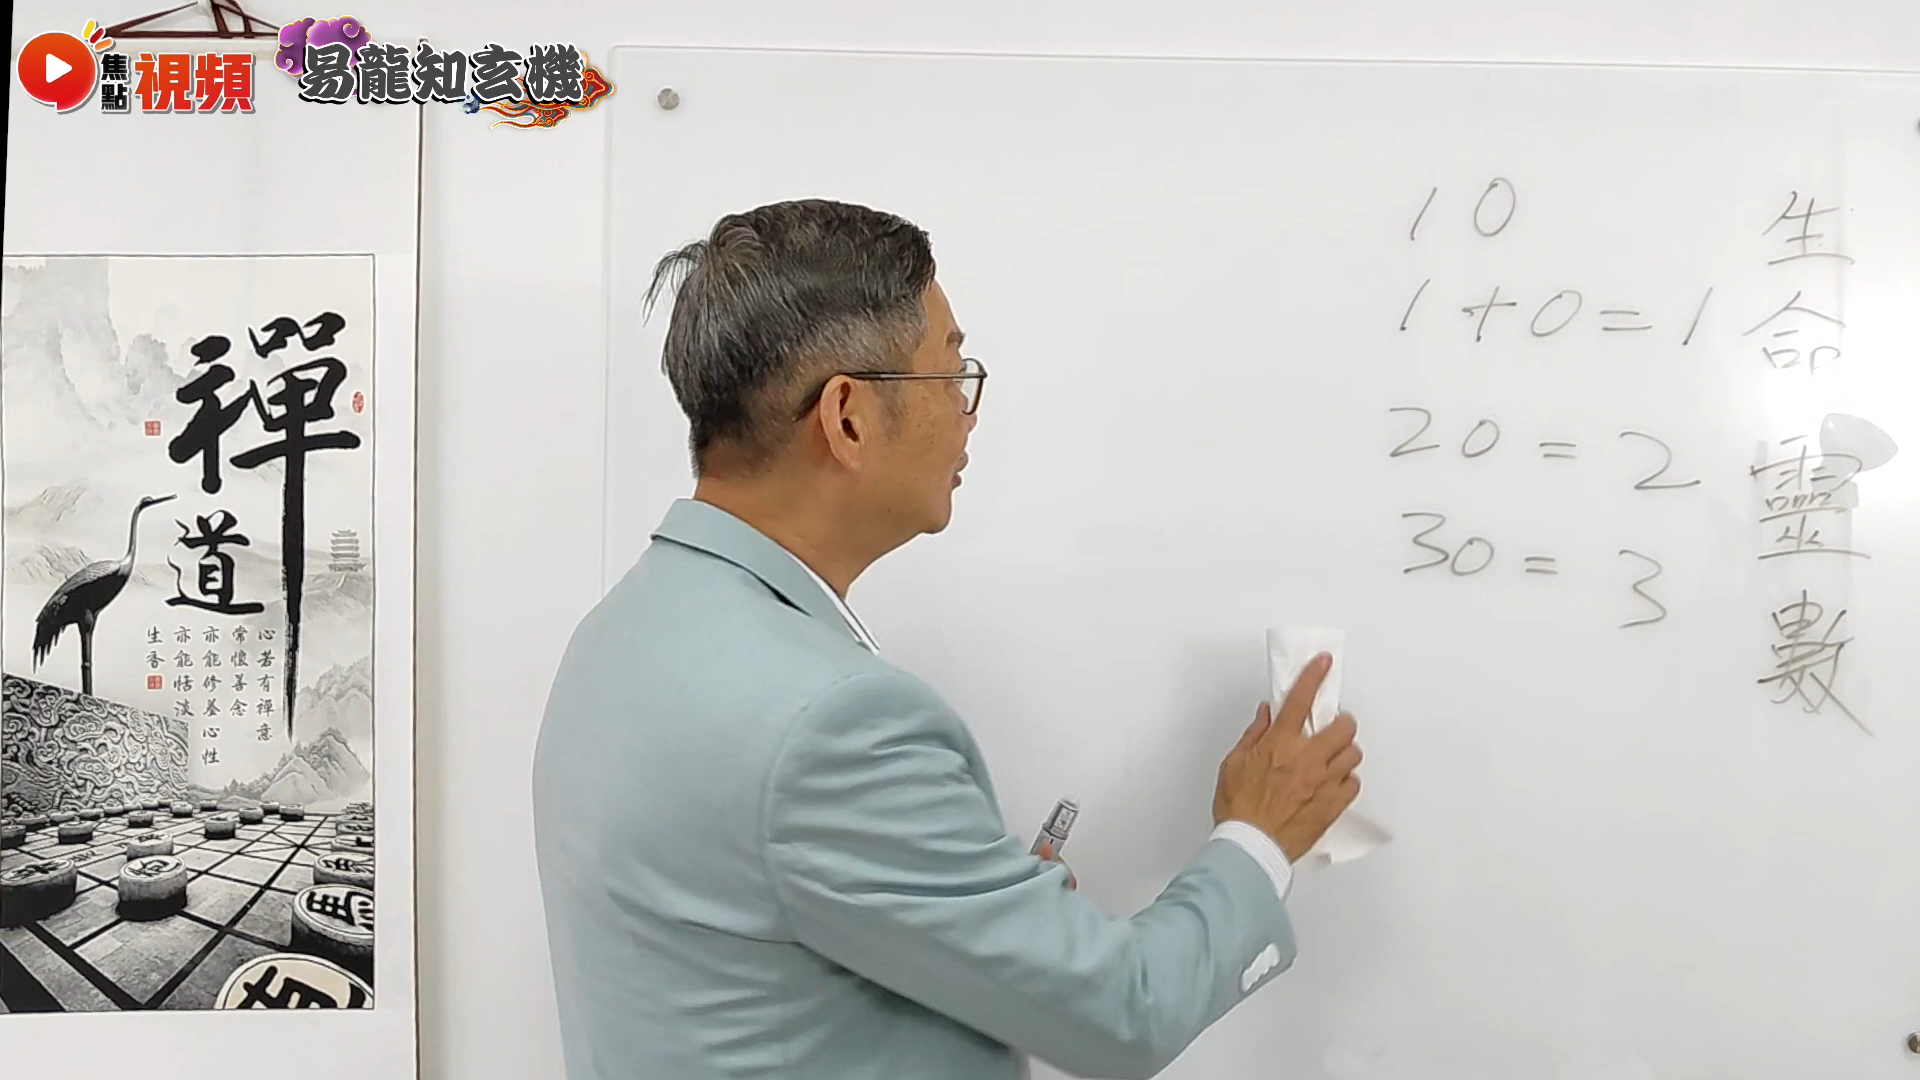 焦點視頻
易龍知玄機
10
1+0=1
20=2
30=3
生命靈數
禪道
心若有禪意
常懷善念
亦能修養心性
亦能恬淡
生香
馬